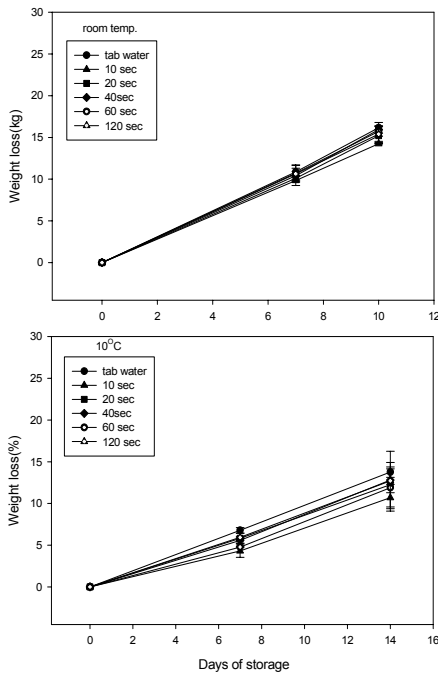 30
room temp.
25
tab water
10 sec
20
20 sec
40sec
15
60 sec
120 sec
Weight loss(kg)
10
5
0
0 2 4 6 8 10 12
30
10°C
25
tab water
10 sec
20
20 sec
40sec
15
60 sec
120 sec
Weight loss(%)
10
5
0
0 2 4 6 8 10 12 14 16
Days of storage